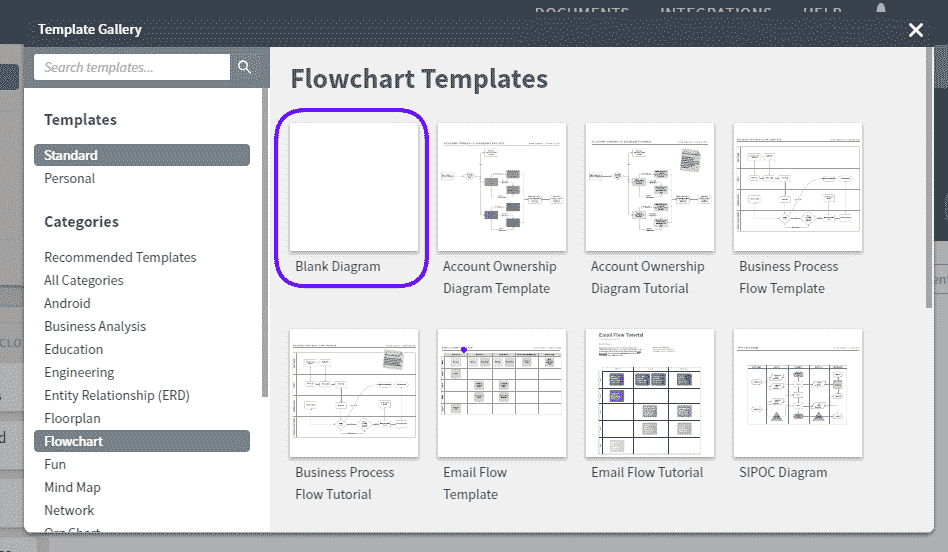 DOCUMENTS INTEGRATIONS HELP
Template Gallery
Search templates...
Templates
Standard
Personal
Categories
Recommended Templates
All Categories
Android
Business Analysis
Education
Engineering
Entity Relationship (ERD)
Floorplan
Flowchart
Fun
Mind Map
Network
Org Chart
Flowchart Templates
Blank Diagram
Account Ownership
Diagram Template
Account Ownership
Diagram Tutorial
Business Process
Flow Template
Business Process
Flow Tutorial
Email Flow
Template
Email Flow Tutorial
Email Flow Tutorial
SIPOC Diagram